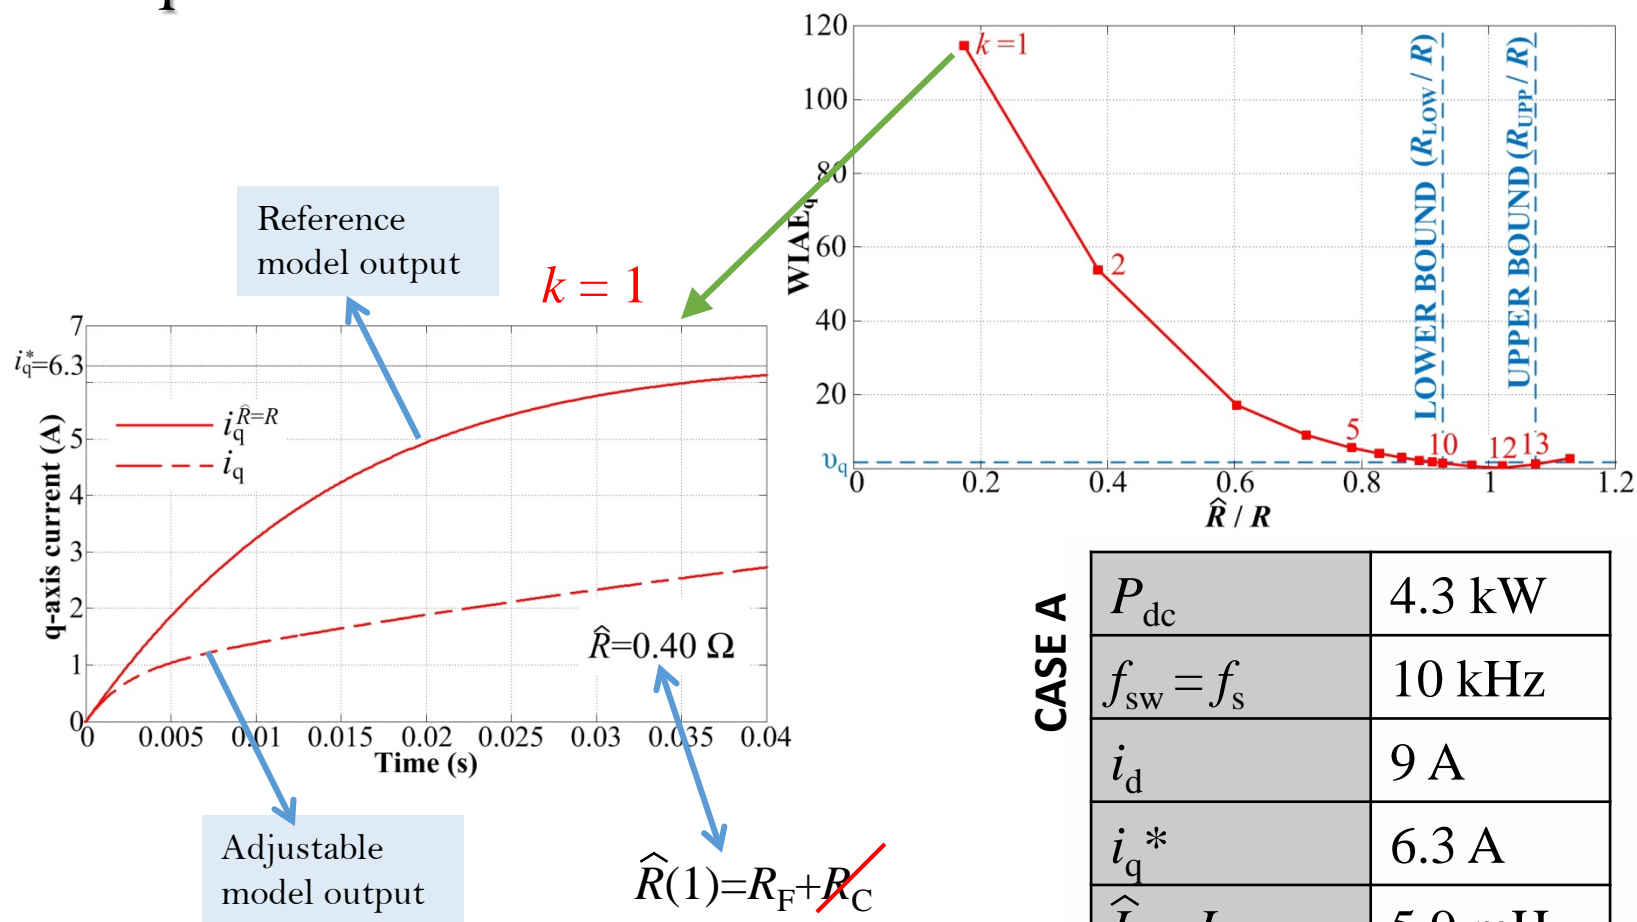 Reference
model output
k = 1
7
i*q=6.3
5
4
3
2
1
0
q-axis current (A)
iq^R̂=R
iq
R̂=0.40 Ω
0 0.005 0.01 0.015 0.02 0.025 0.03 0.035 0.04
Time (s)
Adjustable
model output
R̂(1)=RF+RC
120
100
80
60
40
20
υq
WIAEq
k =1
2
5
10
12
13
LOWER BOUND (RLOW / R)
UPPER BOUND (RUPP / R)
0 0.2 0.4 0.6 0.8 1 1.2
R̂ / R
CASE A
Pdc 4.3 kW
fsw = fs 10 kHz
id 9 A
iq* 6.3 A